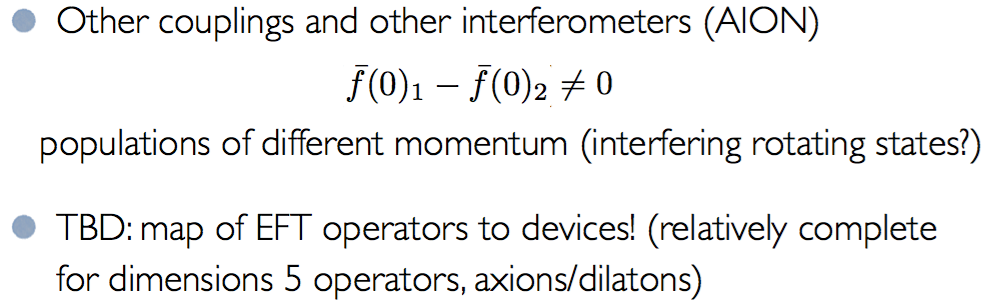 Other couplings and other interferometers (AION)
f̄(0)₁ − f̄(0)₂ ≠ 0
populations of different momentum (interfering rotating states?)
TBD: map of EFT operators to devices! (relatively complete
for dimensions 5 operators, axions/dilatons)